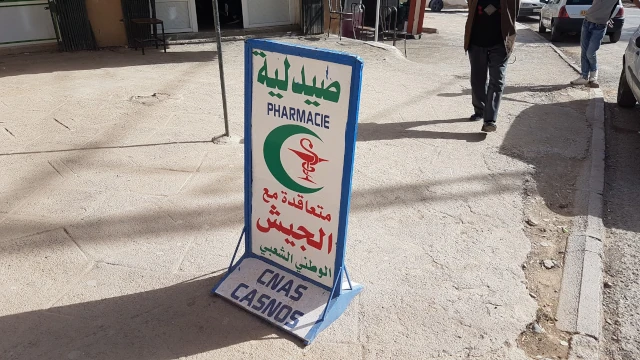 صيدلية
PHARMACIE
متعاقدة مع
الجيش
الوطني الشعبي
CNAS
CASNOS